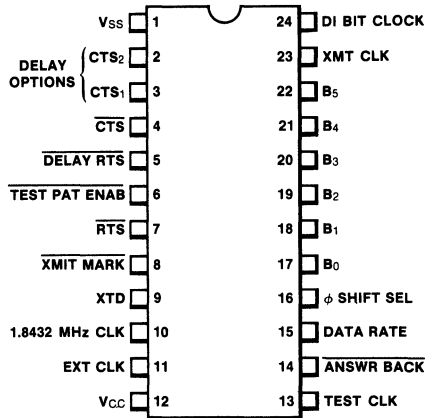 VSS 1 24 DI BIT CLOCK
DELAY OPTIONS CTS2 2 23 XMT CLK
CTS1 3 22 B5
CTS 4 21 B4
DELAY RTS 5 20 B3
TEST PAT ENAB 6 19 B2
RTS 7 18 B1
XMIT MARK 8 17 B0
XTD 9 16 φ SHIFT SEL
1.8432 MHz CLK 10 15 DATA RATE
EXT CLK 11 14 ANSWR BACK
VC.C 12 13 TEST CLK